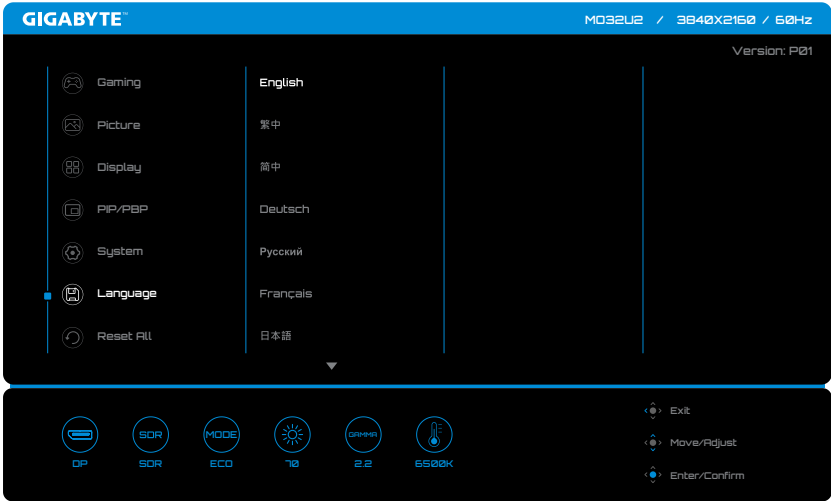 GIGABYTE™
MO32U2 / 3840X2160 / 60Hz
Version: P01
Gaming
English
Picture
繁中
Display
简中
PIP/PBP
Deutsch
System
Русский
Language
Français
Reset All
日本語
SDR
MODE
GAMMA
DP
SDR
ECO
70
2.2
6500K
Exit
Move/Adjust
Enter/Confirm